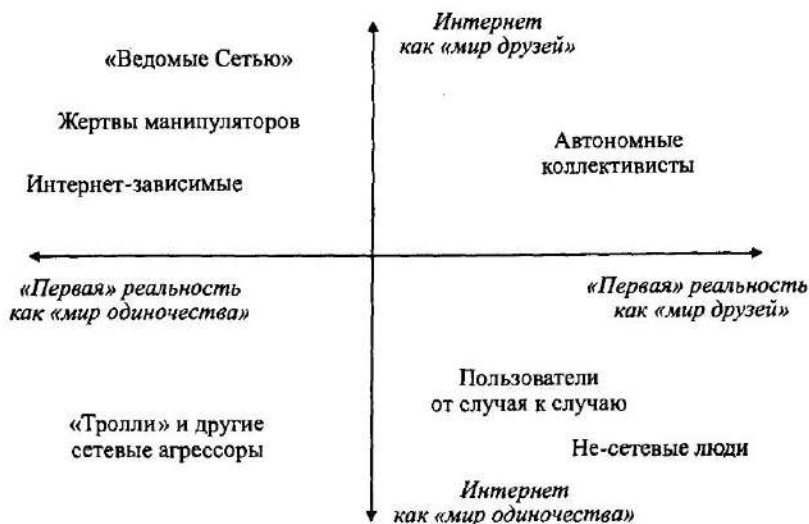 Интернет
как «мир друзей»
«Ведомые Сетью»
Жертвы манипуляторов
Автономные
коллективисты
Интернет-зависимые
«Первая» реальность
как «мир одиночества»
«Первая» реальность
как «мир друзей»
Пользователи
от случая к случаю
«Тролли» и другие
сетевые агрессоры
Не-сетевые люди
Интернет
как «мир одиночества»